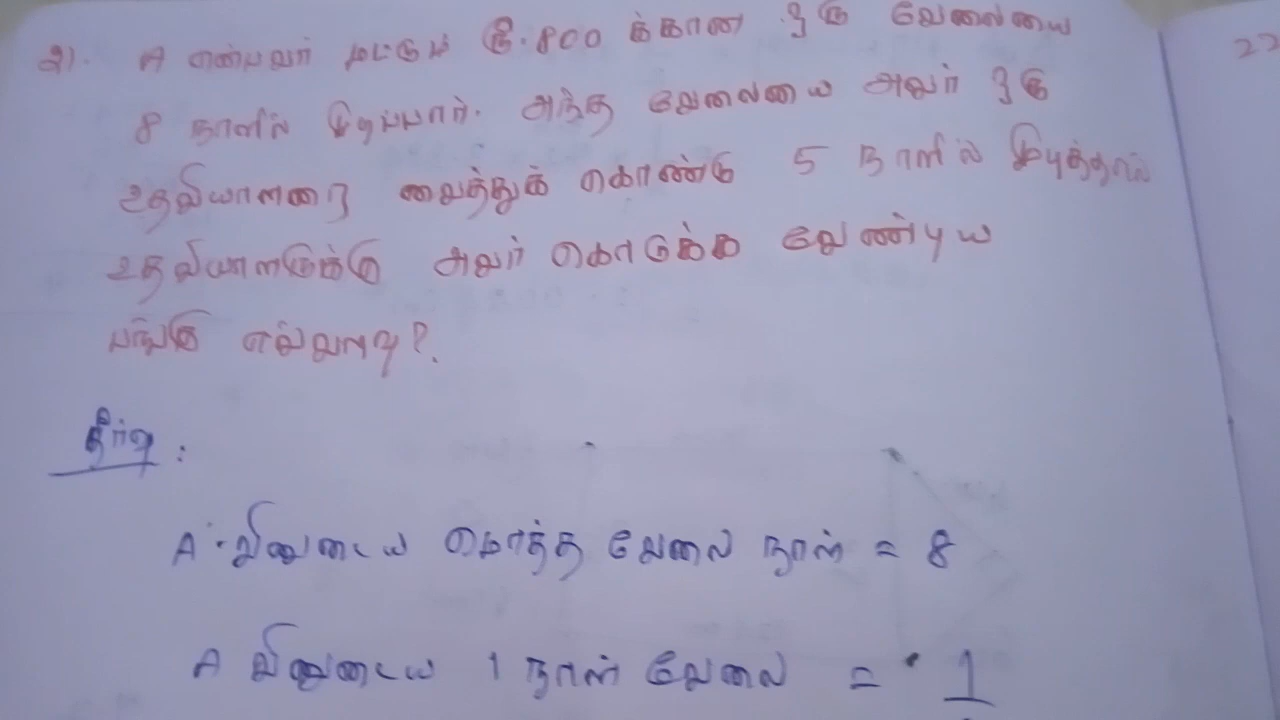 21. A என்பவர் மட்டும் ரூ.800 க்கான ஒரு வேலையை
22
8 நாளில் முடிப்பார். அந்த வேலையை அவர் ஒரு
உதவியாளரை வைத்துக் கொண்டு 5 நாளில் முடித்தால்
உதவியாளருக்கு அவர் கொடுக்க வேண்டிய
பங்கு எவ்வளவு?.
தீர்வு :
A வினுடைய மொத்த வேலை நாள் = 8
A வினுடைய 1 நாள் வேலை = 1